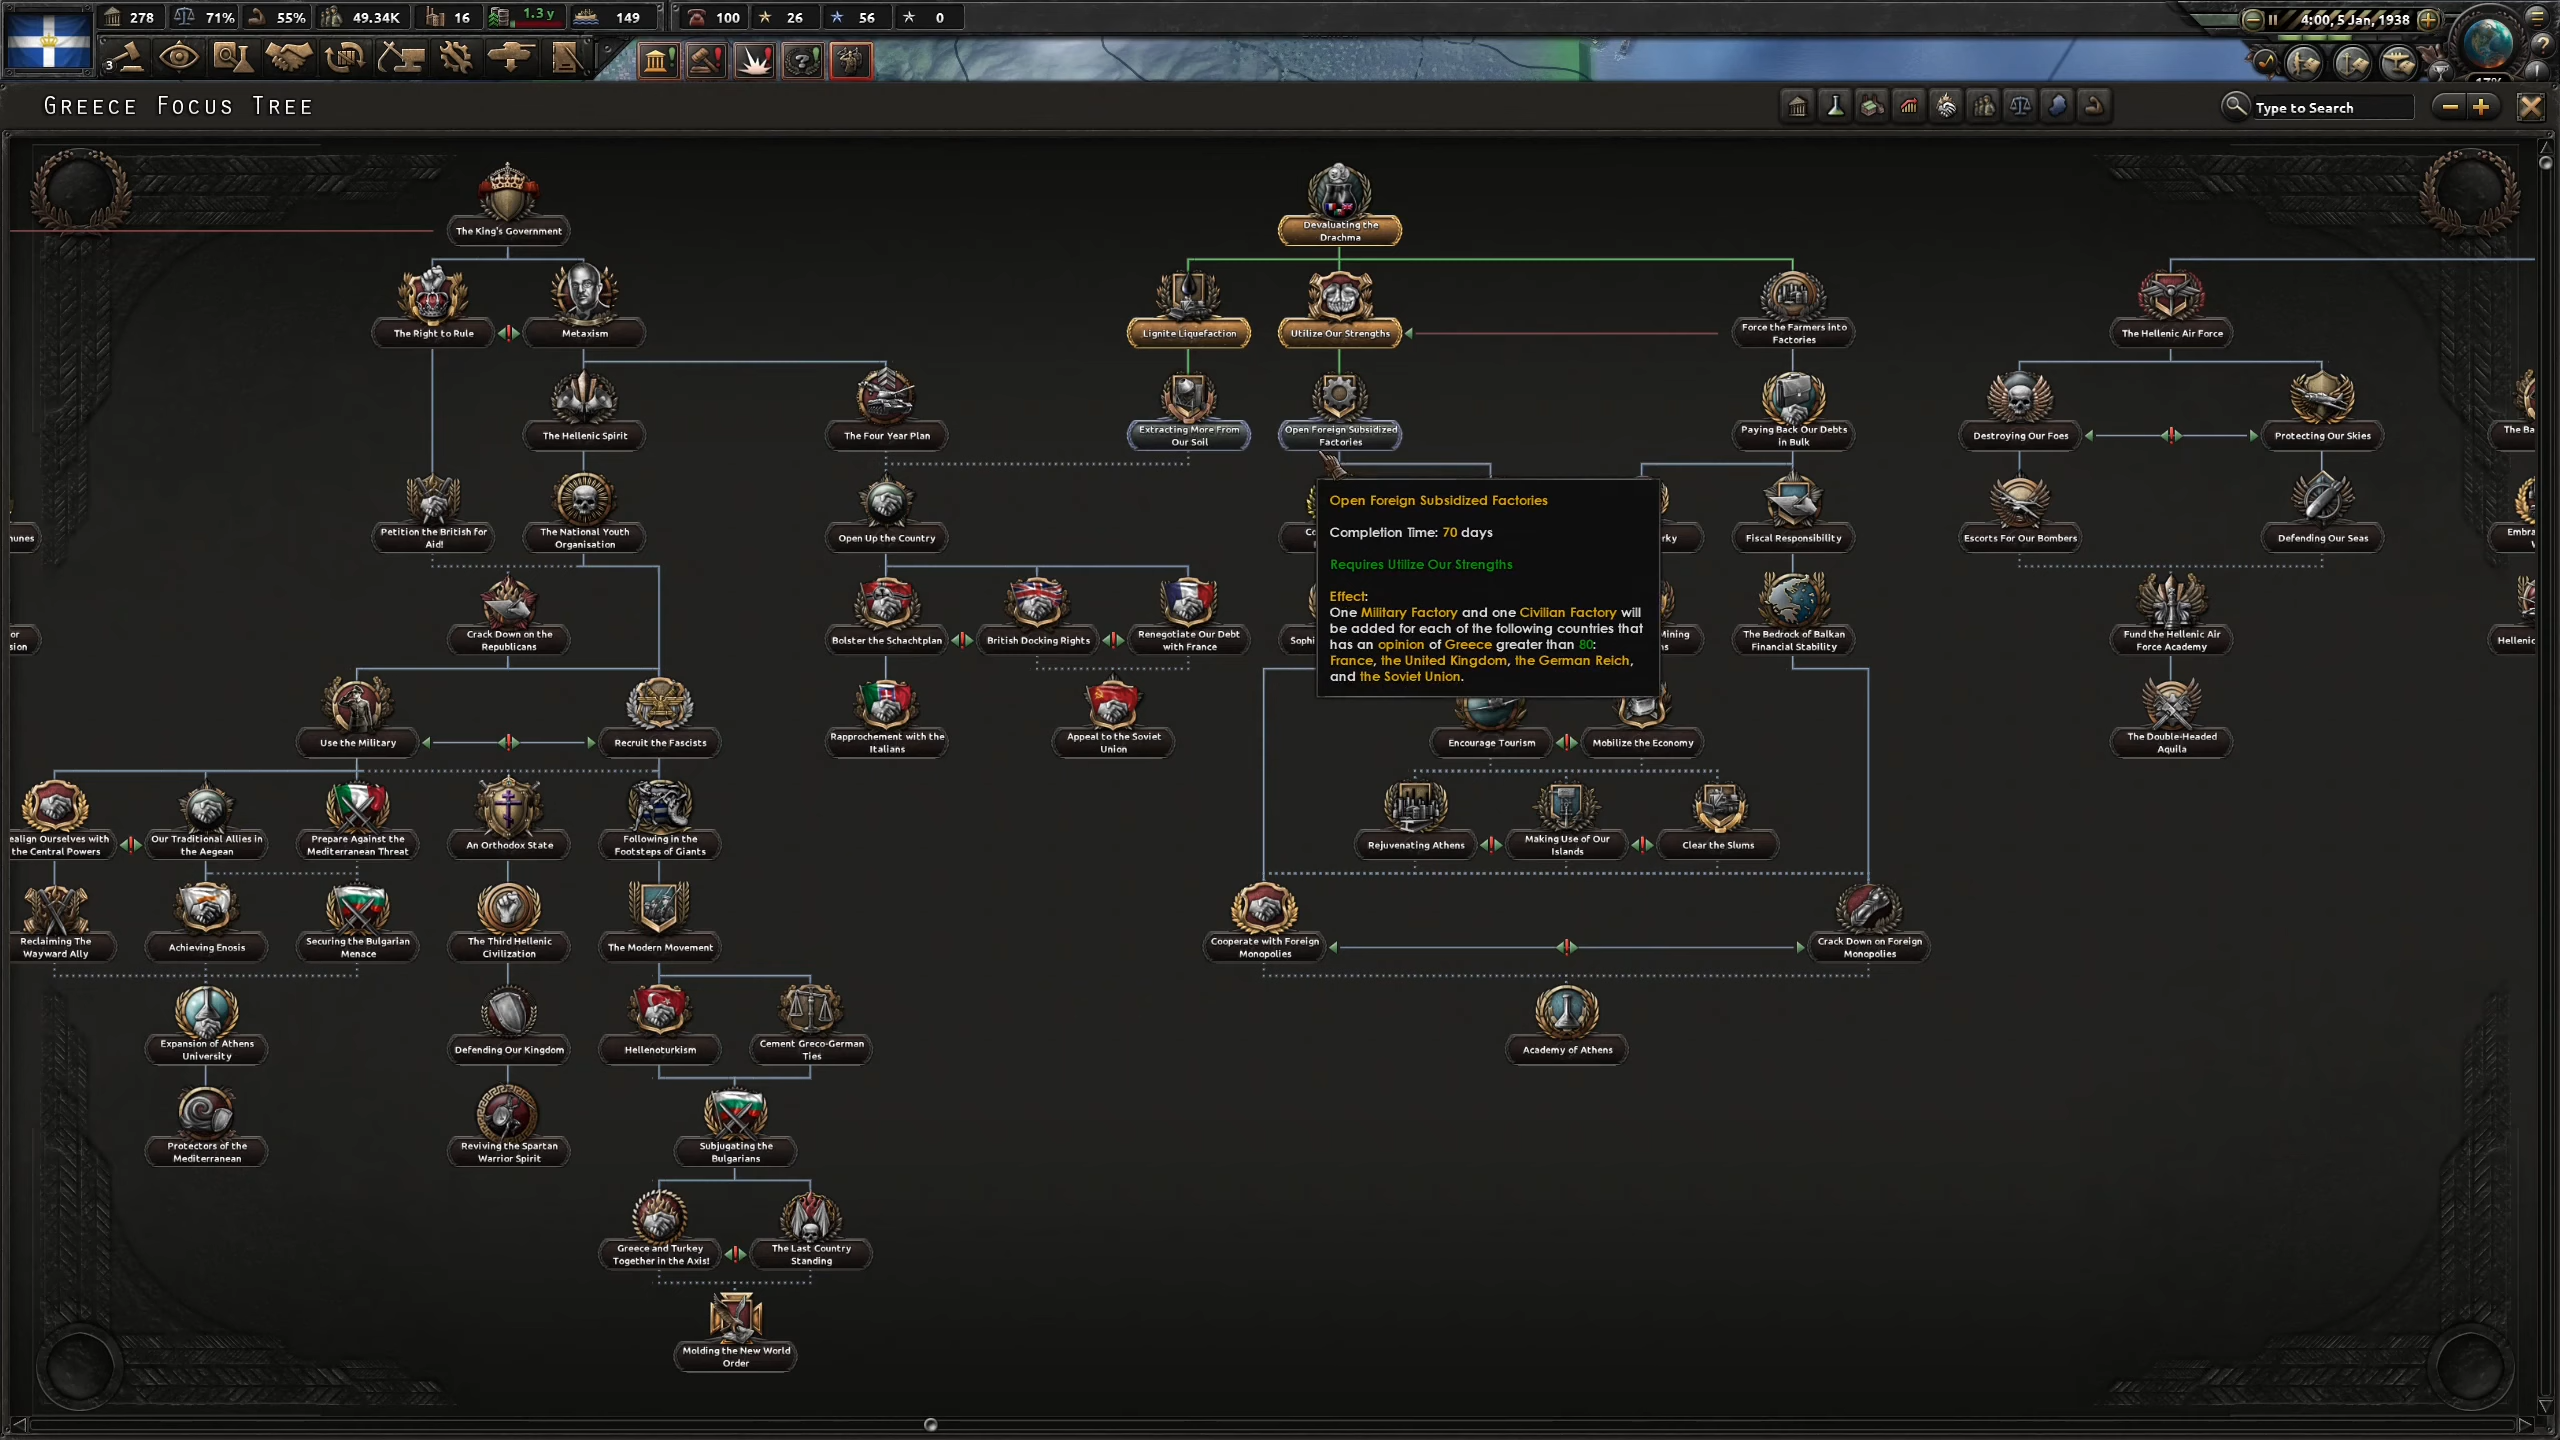 278
71%
55%
49.34K
16
1.3 y
149
100
26
56
0
4:00, 5 Jan, 1938
3
17%
Greece Focus Tree
Type to Search
The King's Government
Devaluating the
Drachma
The Right to Rule
Metaxism
Lignite Liquefaction
Utilize Our Strengths
Force the Farmers into
Factories
The Hellenic Air Force
The Hellenic Spirit
The Four Year Plan
Extracting More From
Our Soil
Open Foreign Subsidized
Factories
Paying Back Our Debts
in Bulk
Destroying Our Foes
Protecting Our Skies
The Ba
Petition the British for
Aid!
The National Youth
Organisation
Open Up the Country
Fiscal Responsibility
Escorts For Our Bombers
Defending Our Seas
Embra
Open Foreign Subsidized Factories
Completion Time: 70 days
Requires Utilize Our Strengths
Effect:
One Military Factory and one Civilian Factory will
be added for each of the following countries that
has an opinion of Greece greater than 80:
France, the United Kingdom, the German Reich,
and the Soviet Union.
Crack Down on the
Republicans
Bolster the Schachtplan
British Docking Rights
Renegotiate Our Debt
with France
Sophi
Mining
The Bedrock of Balkan
Financial Stability
Fund the Hellenic Air
Force Academy
Hellenic
Use the Military
Recruit the Fascists
Rapprochement with the
Italians
Appeal to the Soviet
Union
Encourage Tourism
Mobilize the Economy
The Double-Headed
Aquila
ealign Ourselves with
the Central Powers
Our Traditional Allies in
the Aegean
Prepare Against the
Mediterranean Threat
An Orthodox State
Following in the
Footsteps of Giants
Rejuvenating Athens
Making Use of Our
Islands
Clear the Slums
Reclaiming The
Wayward Ally
Achieving Enosis
Securing the Bulgarian
Menace
The Third Hellenic
Civilization
The Modern Movement
Cooperate with Foreign
Monopolies
Crack Down on Foreign
Monopolies
Expansion of Athens
University
Defending Our Kingdom
Hellenoturkism
Cement Greco-German
Ties
Academy of Athens
Protectors of the
Mediterranean
Reviving the Spartan
Warrior Spirit
Subjugating the
Bulgarians
Greece and Turkey
Together in the Axis!
The Last Country
Standing
Molding the New World
Order